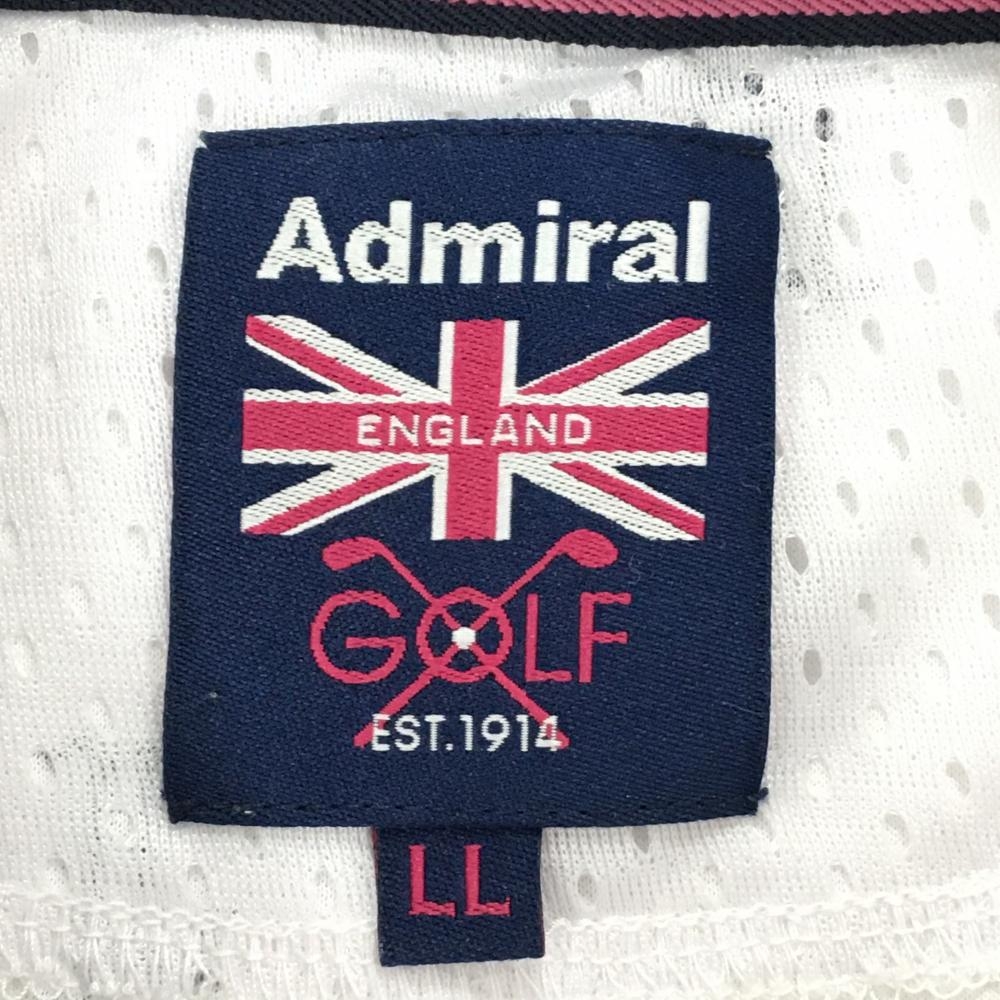 Admiral
ENGLAND
GOLF
EST.1914
LL